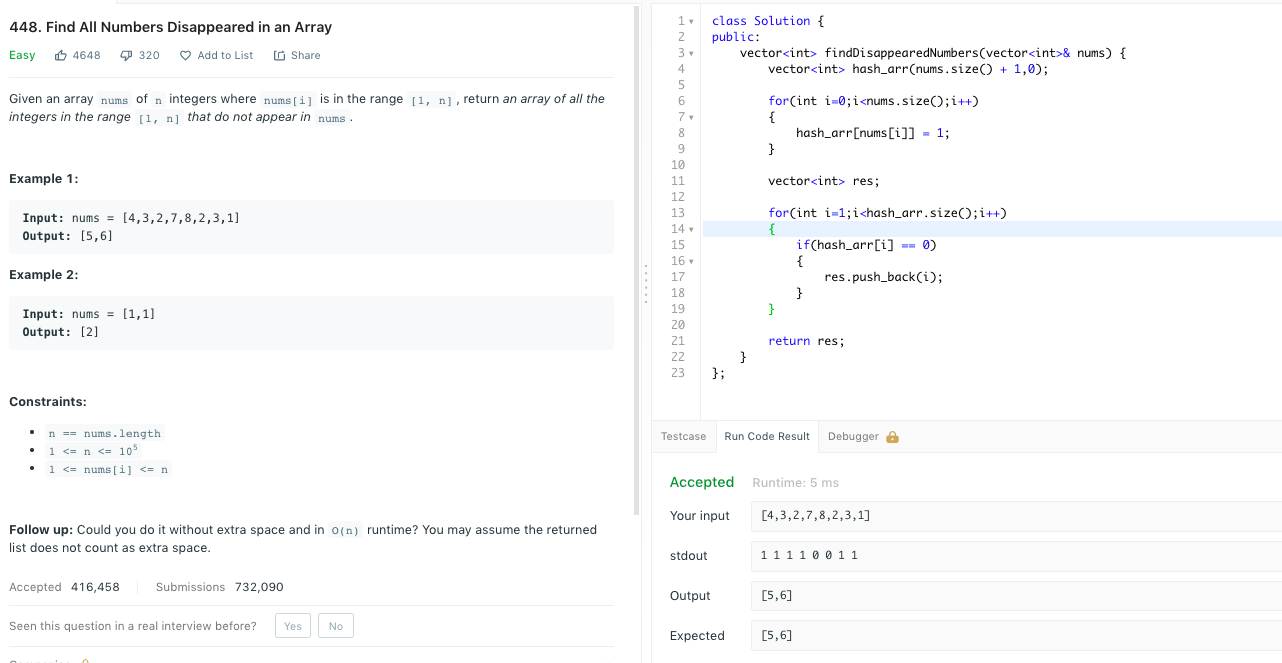 448. Find All Numbers Disappeared in an Array
Easy 4648 320 Add to List Share
Given an array nums of n integers where nums[i] is in the range [1, n], return an array of all the
integers in the range [1, n] that do not appear in nums.
Example 1:
Input: nums = [4,3,2,7,8,2,3,1]
Output: [5,6]
Example 2:
Input: nums = [1,1]
Output: [2]
Constraints:
• n == nums.length
• 1 <= n <= 10⁵
• 1 <= nums[i] <= n
Follow up: Could you do it without extra space and in O(n) runtime? You may assume the returned
list does not count as extra space.
Accepted 416,458 Submissions 732,090
Seen this question in a real interview before? Yes No
1 class Solution {
2 public:
3     vector<int> findDisappearedNumbers(vector<int>& nums) {
4         vector<int> hash_arr(nums.size() + 1,0);
5
6         for(int i=0;i<nums.size();i++)
7         {
8             hash_arr[nums[i]] = 1;
9         }
10
11         vector<int> res;
12
13         for(int i=1;i<hash_arr.size();i++)
14         {
15             if(hash_arr[i] == 0)
16             {
17                 res.push_back(i);
18             }
19         }
20
21         return res;
22     }
23 };
Testcase Run Code Result Debugger
Accepted Runtime: 5 ms
Your input [4,3,2,7,8,2,3,1]
stdout 1 1 1 1 0 0 1 1
Output [5,6]
Expected [5,6]